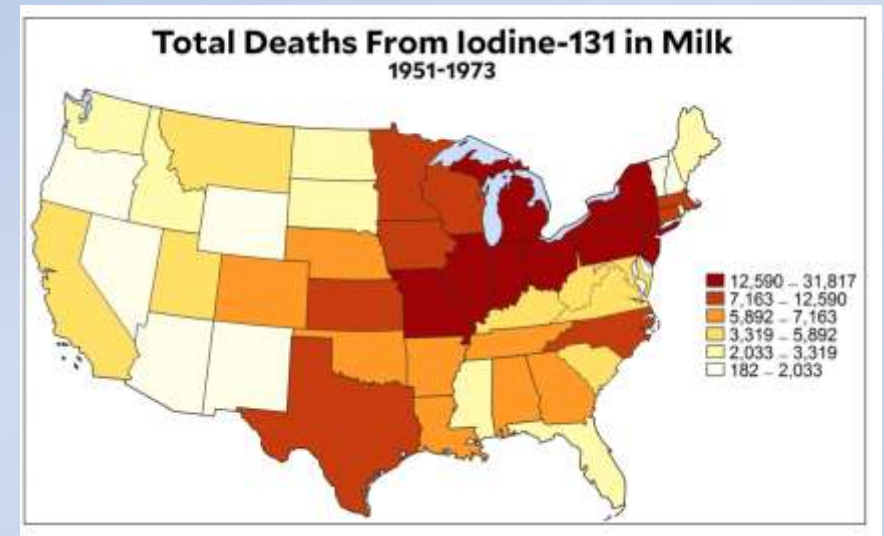 Total Deaths From Iodine-131 in Milk
1951-1973
12,590 – 31,817
7,163 – 12,590
5,892 – 7,163
3,319 – 5,892
2,033 – 3,319
182 – 2,033